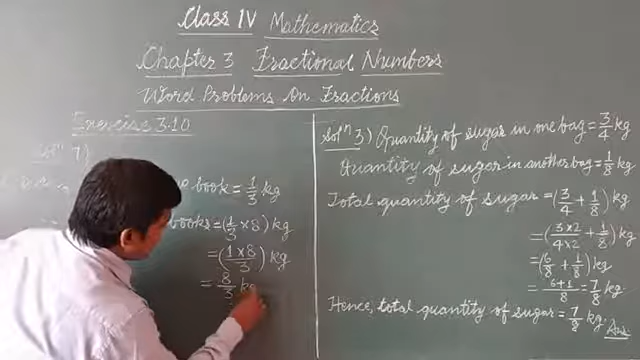 Class IV Mathematics
Chapter 3 Fractional Numbers
Word Problems On Fractions
Exercise 3.10
Solⁿ 7)
book = 1/3 kg
books = (1/3 × 8) kg
= (1×8/3) kg
= 8/3 kg
Solⁿ 3) Quantity of sugar in one bag = 3/4 kg
Quantity of sugar in another bag = 1/8 kg
Total quantity of sugar = (3/4 + 1/8) kg
= (3×2/4×2 + 1/8) kg
= (6/8 + 1/8) kg
= 6+1/8 = 7/8 kg
Hence, total quantity of sugar = 7/8 kg. Ans.